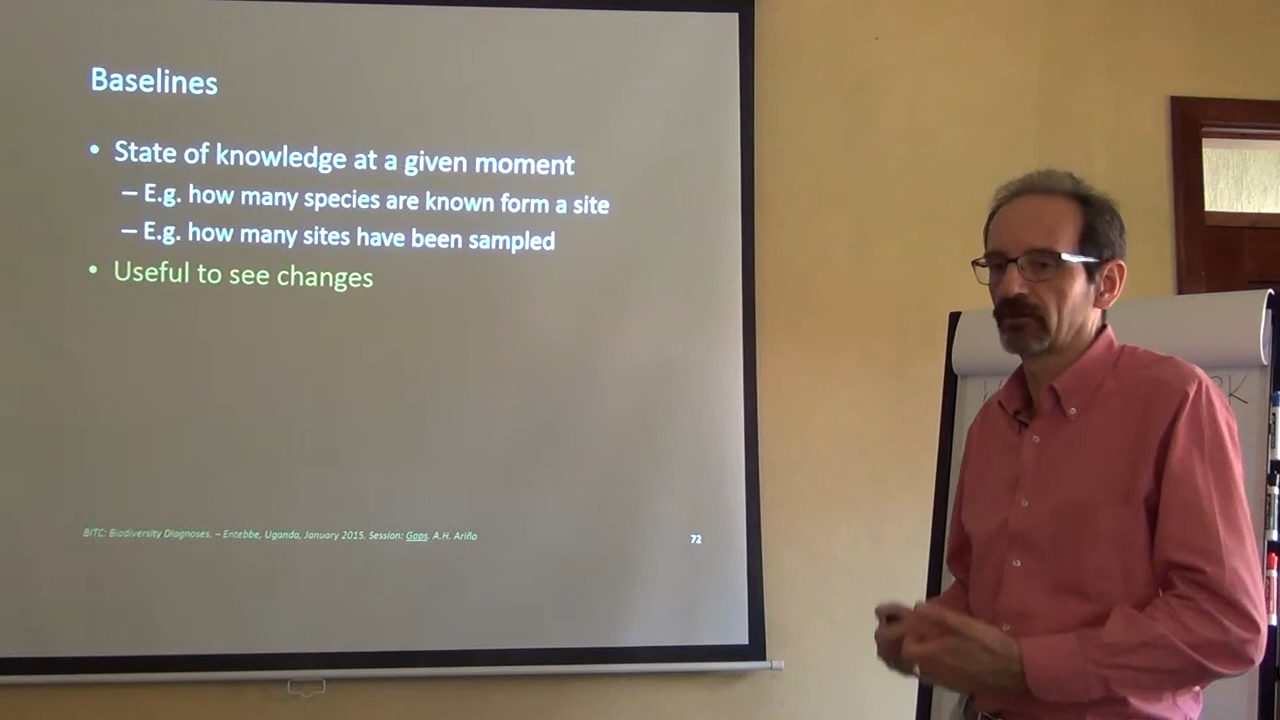 Baselines
• State of knowledge at a given moment
– E.g. how many species are known form a site
– E.g. how many sites have been sampled
• Useful to see changes
BITC: Biodiversity Diagnoses. – Entebbe, Uganda, January 2015. Session: Gaps. A.H. Ariño
72